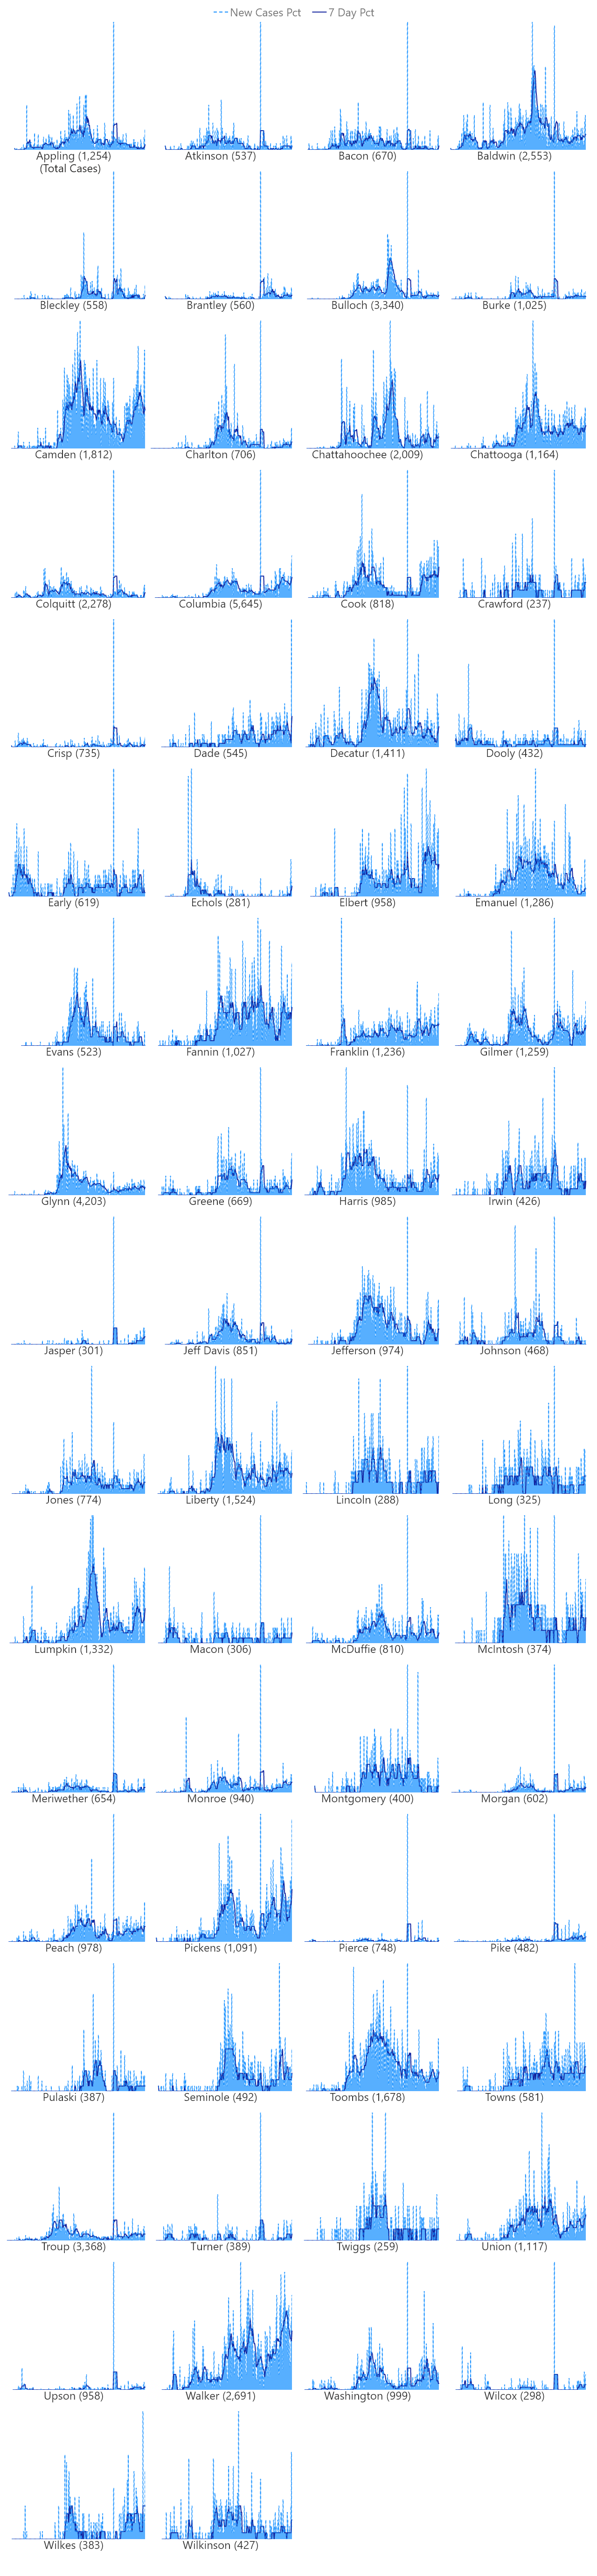 New Cases Pct 7 Day Pct
Appling (1,254) Atkinson (537) Bacon (670) Baldwin (2,553)
(Total Cases)
Bleckley (558) Brantley (560) Bulloch (3,340) Burke (1,025)
Camden (1,812) Charlton (706) Chattahoochee (2,009) Chattooga (1,164)
Colquitt (2,278) Columbia (5,645) Cook (818) Crawford (237)
Crisp (735) Dade (545) Decatur (1,411) Dooly (432)
Early (619) Echols (281) Elbert (958) Emanuel (1,286)
Evans (523) Fannin (1,027) Franklin (1,236) Gilmer (1,259)
Glynn (4,203) Greene (669) Harris (985) Irwin (426)
Jasper (301) Jeff Davis (851) Jefferson (974) Johnson (468)
Jones (774) Liberty (1,524) Lincoln (288) Long (325)
Lumpkin (1,332) Macon (306) McDuffie (810) McIntosh (374)
Meriwether (654) Monroe (940) Montgomery (400) Morgan (602)
Peach (978) Pickens (1,091) Pierce (748) Pike (482)
Pulaski (387) Seminole (492) Toombs (1,678) Towns (581)
Troup (3,368) Turner (389) Twiggs (259) Union (1,117)
Upson (958) Walker (2,691) Washington (999) Wilcox (298)
Wilkes (383) Wilkinson (427)